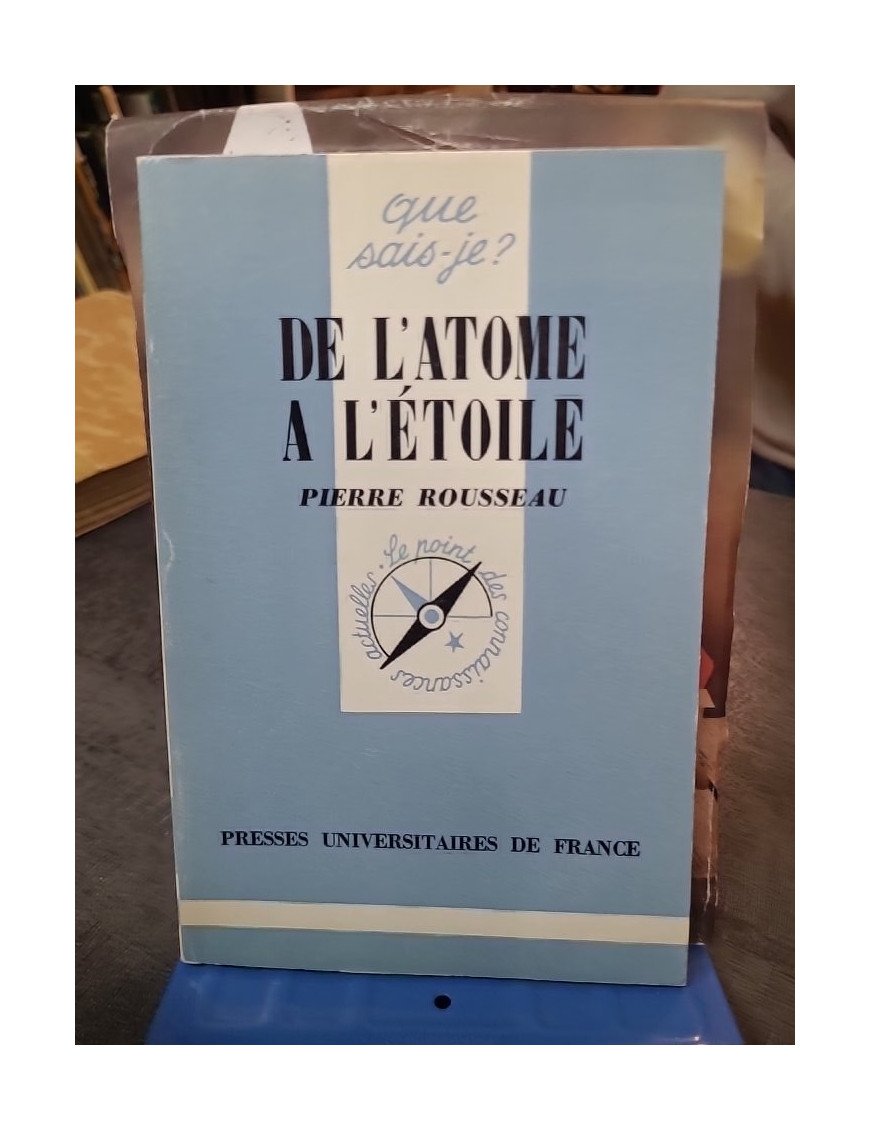 que
sais-je?
DE L'ATOME
A L'ÉTOILE
PIERRE ROUSSEAU
Le point des connaissances actuelles.
PRESSES UNIVERSITAIRES DE FRANCE